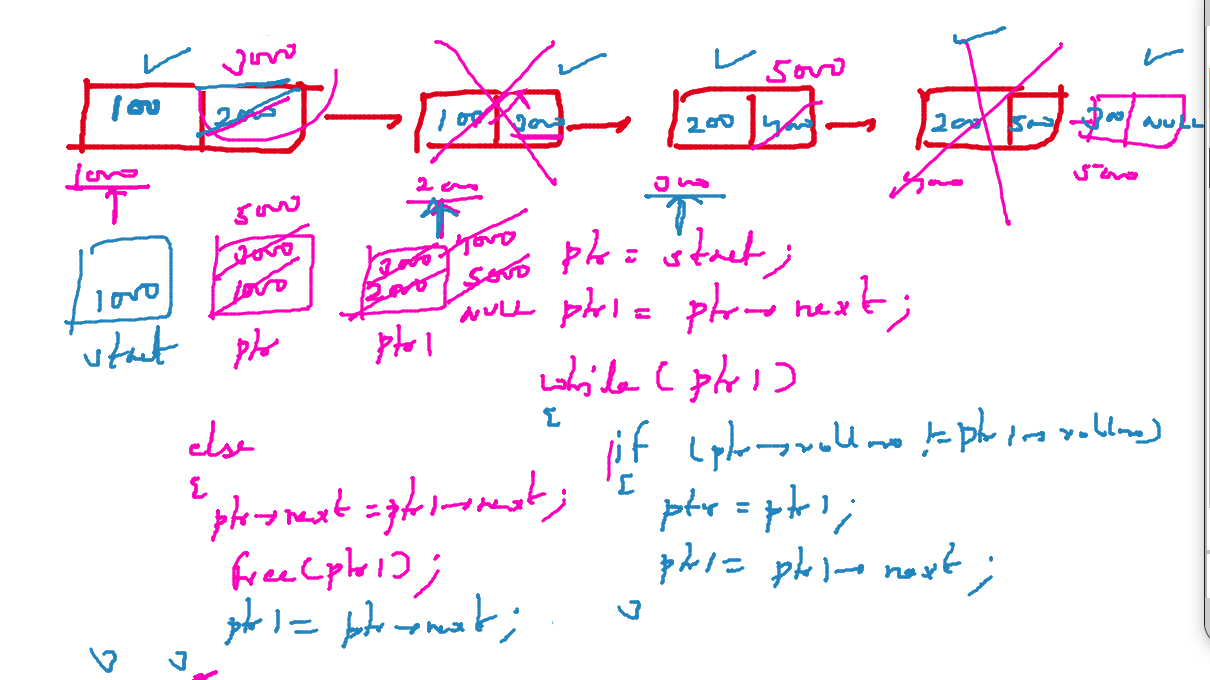 3000 5000
100 2000 100 3000 200 4000 200 5000 300 NULL
1000 2000 3000 4000 5000
5000
3000 3000 4000
1000 1000 2000 5000
NULL
start ptr ptr1
ptr = start;
ptr1 = ptr→next;
while (ptr1)
{
if (ptr→rollno != ptr1→rollno)
{
ptr = ptr1;
ptr1 = ptr1→next;
}
else
{
ptr→next = ptr1→next;
free(ptr1);
ptr1 = ptr→next;
}
}